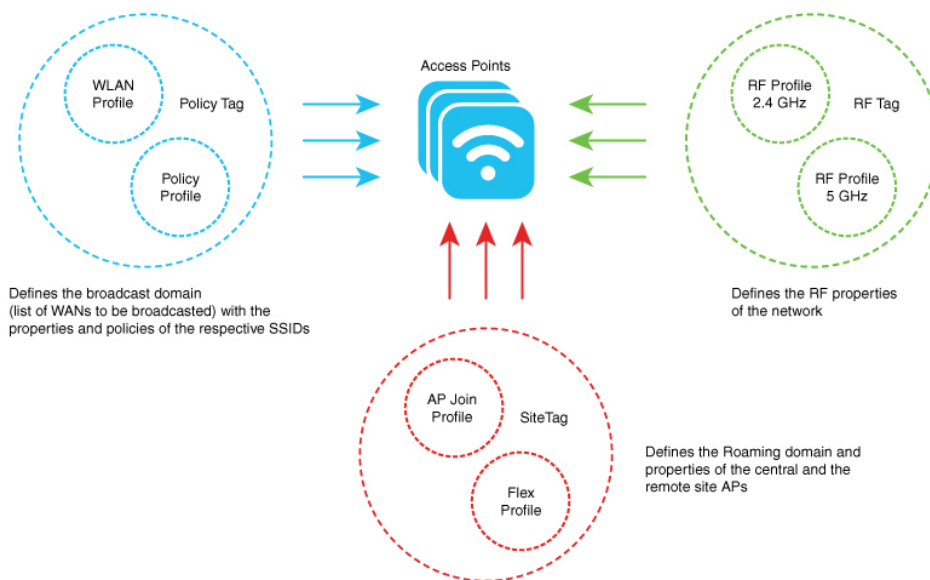 Access Points
WLAN
Profile
Policy Tag
Policy
Profile
RF Profile
2.4 GHz
RF Tag
RF Profile
5 GHz
Defines the broadcast domain
(list of WANs to be broadcasted) with the
properties and policies of the respective SSIDs
Defines the RF properties
of the network
AP Join
Profile
SiteTag
Flex
Profile
Defines the Roaming domain and
properties of the central and the
remote site APs